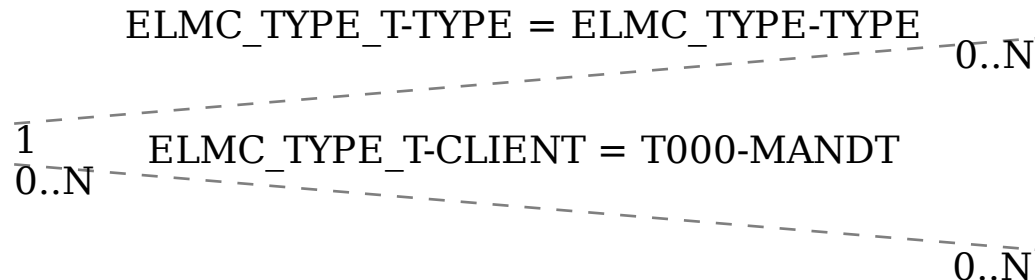 ELMC_TYPE_T-TYPE = ELMC_TYPE-TYPE
0..N
1
ELMC_TYPE_T-CLIENT = T000-MANDT
0..N
0..N